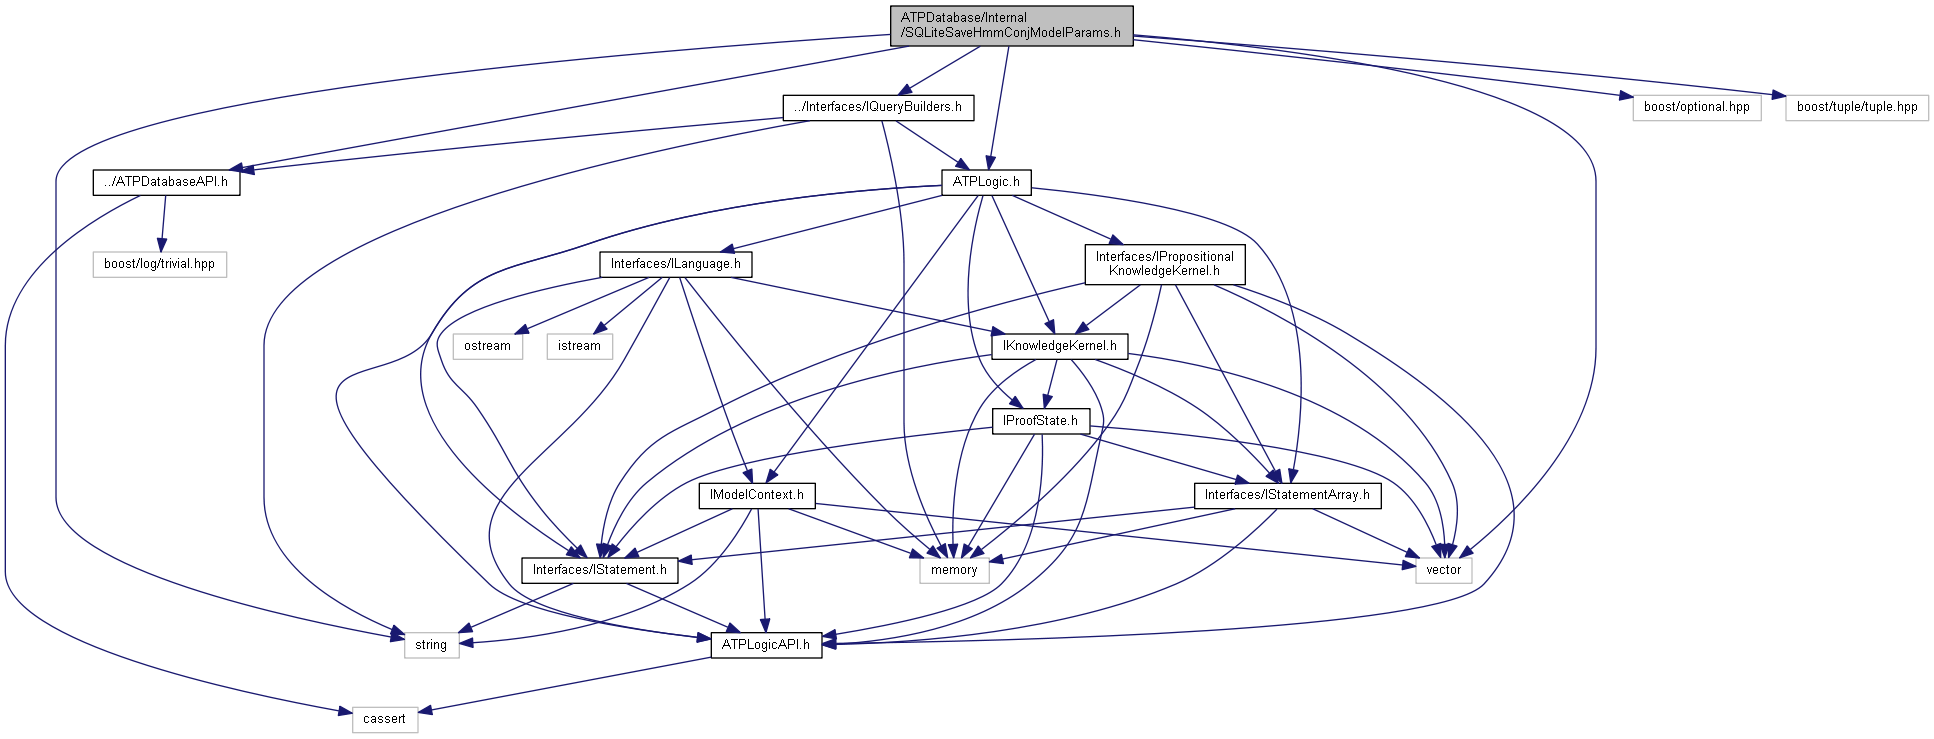 ATPDatabase/Internal
/SQLiteSaveHmmConjModelParams.h
../Interfaces/IQueryBuilders.h
boost/optional.hpp
boost/tuple/tuple.hpp
../ATPDatabaseAPI.h
ATPLogic.h
boost/log/trivial.hpp
Interfaces/ILanguage.h
Interfaces/IPropositional
KnowledgeKernel.h
ostream
istream
IKnowledgeKernel.h
IProofState.h
IModelContext.h
Interfaces/IStatementArray.h
Interfaces/IStatement.h
memory
vector
string
ATPLogicAPI.h
cassert